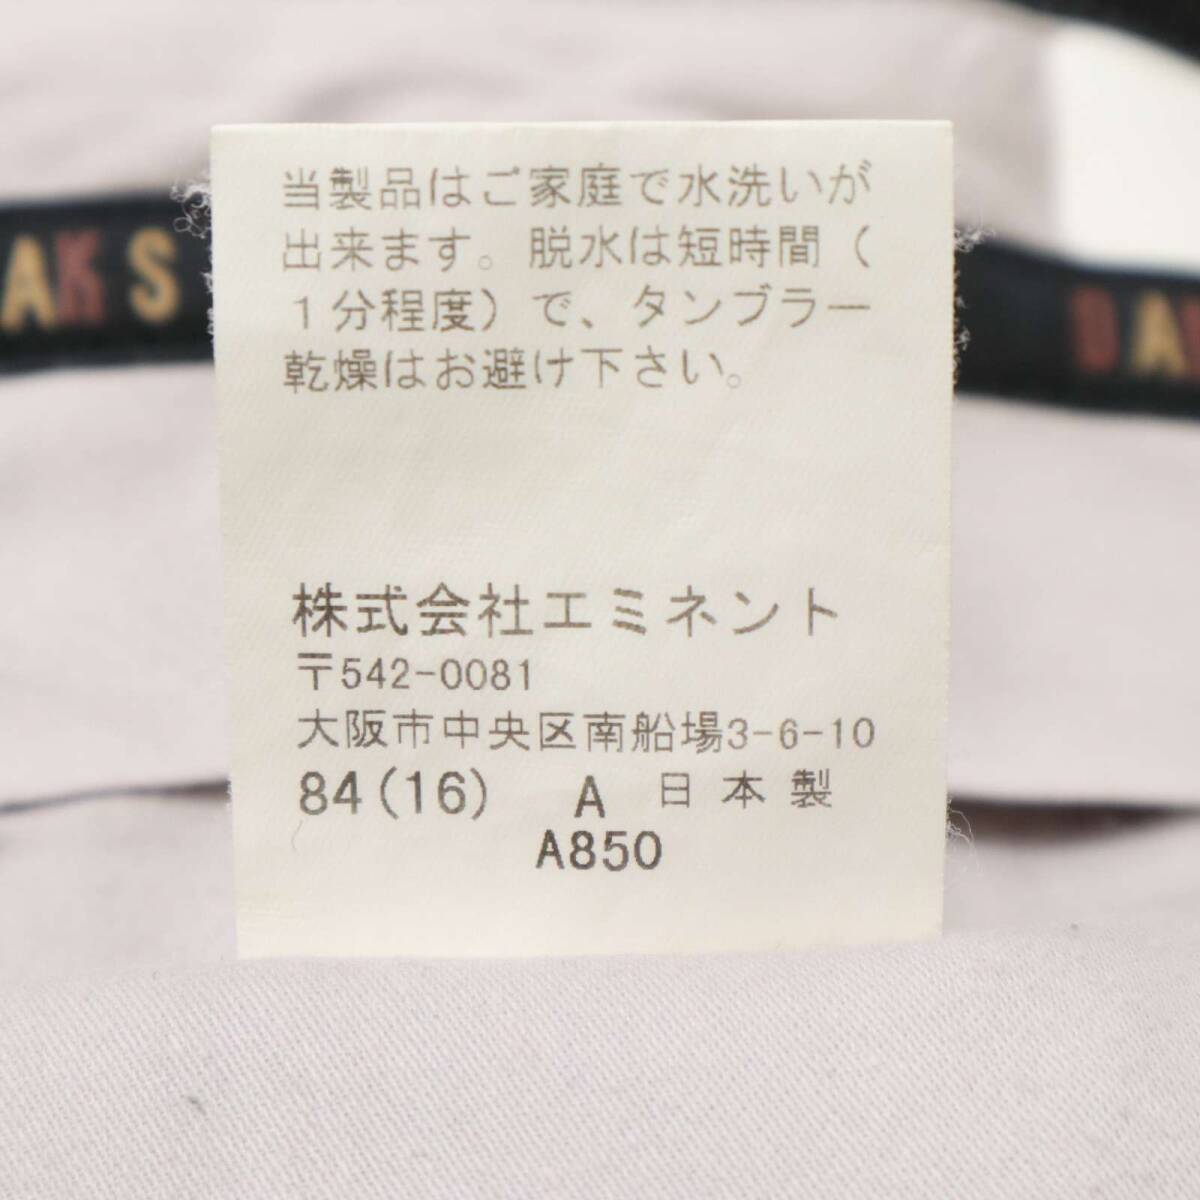 当製品はご家庭で水洗いが
出来ます。脱水は短時間（
１分程度）で、タンブラー
乾燥はお避け下さい。
AKS
DA
株式会社エミネント
〒542-0081
大阪市中央区南船場3-6-10
84(16) A 日本製
A850